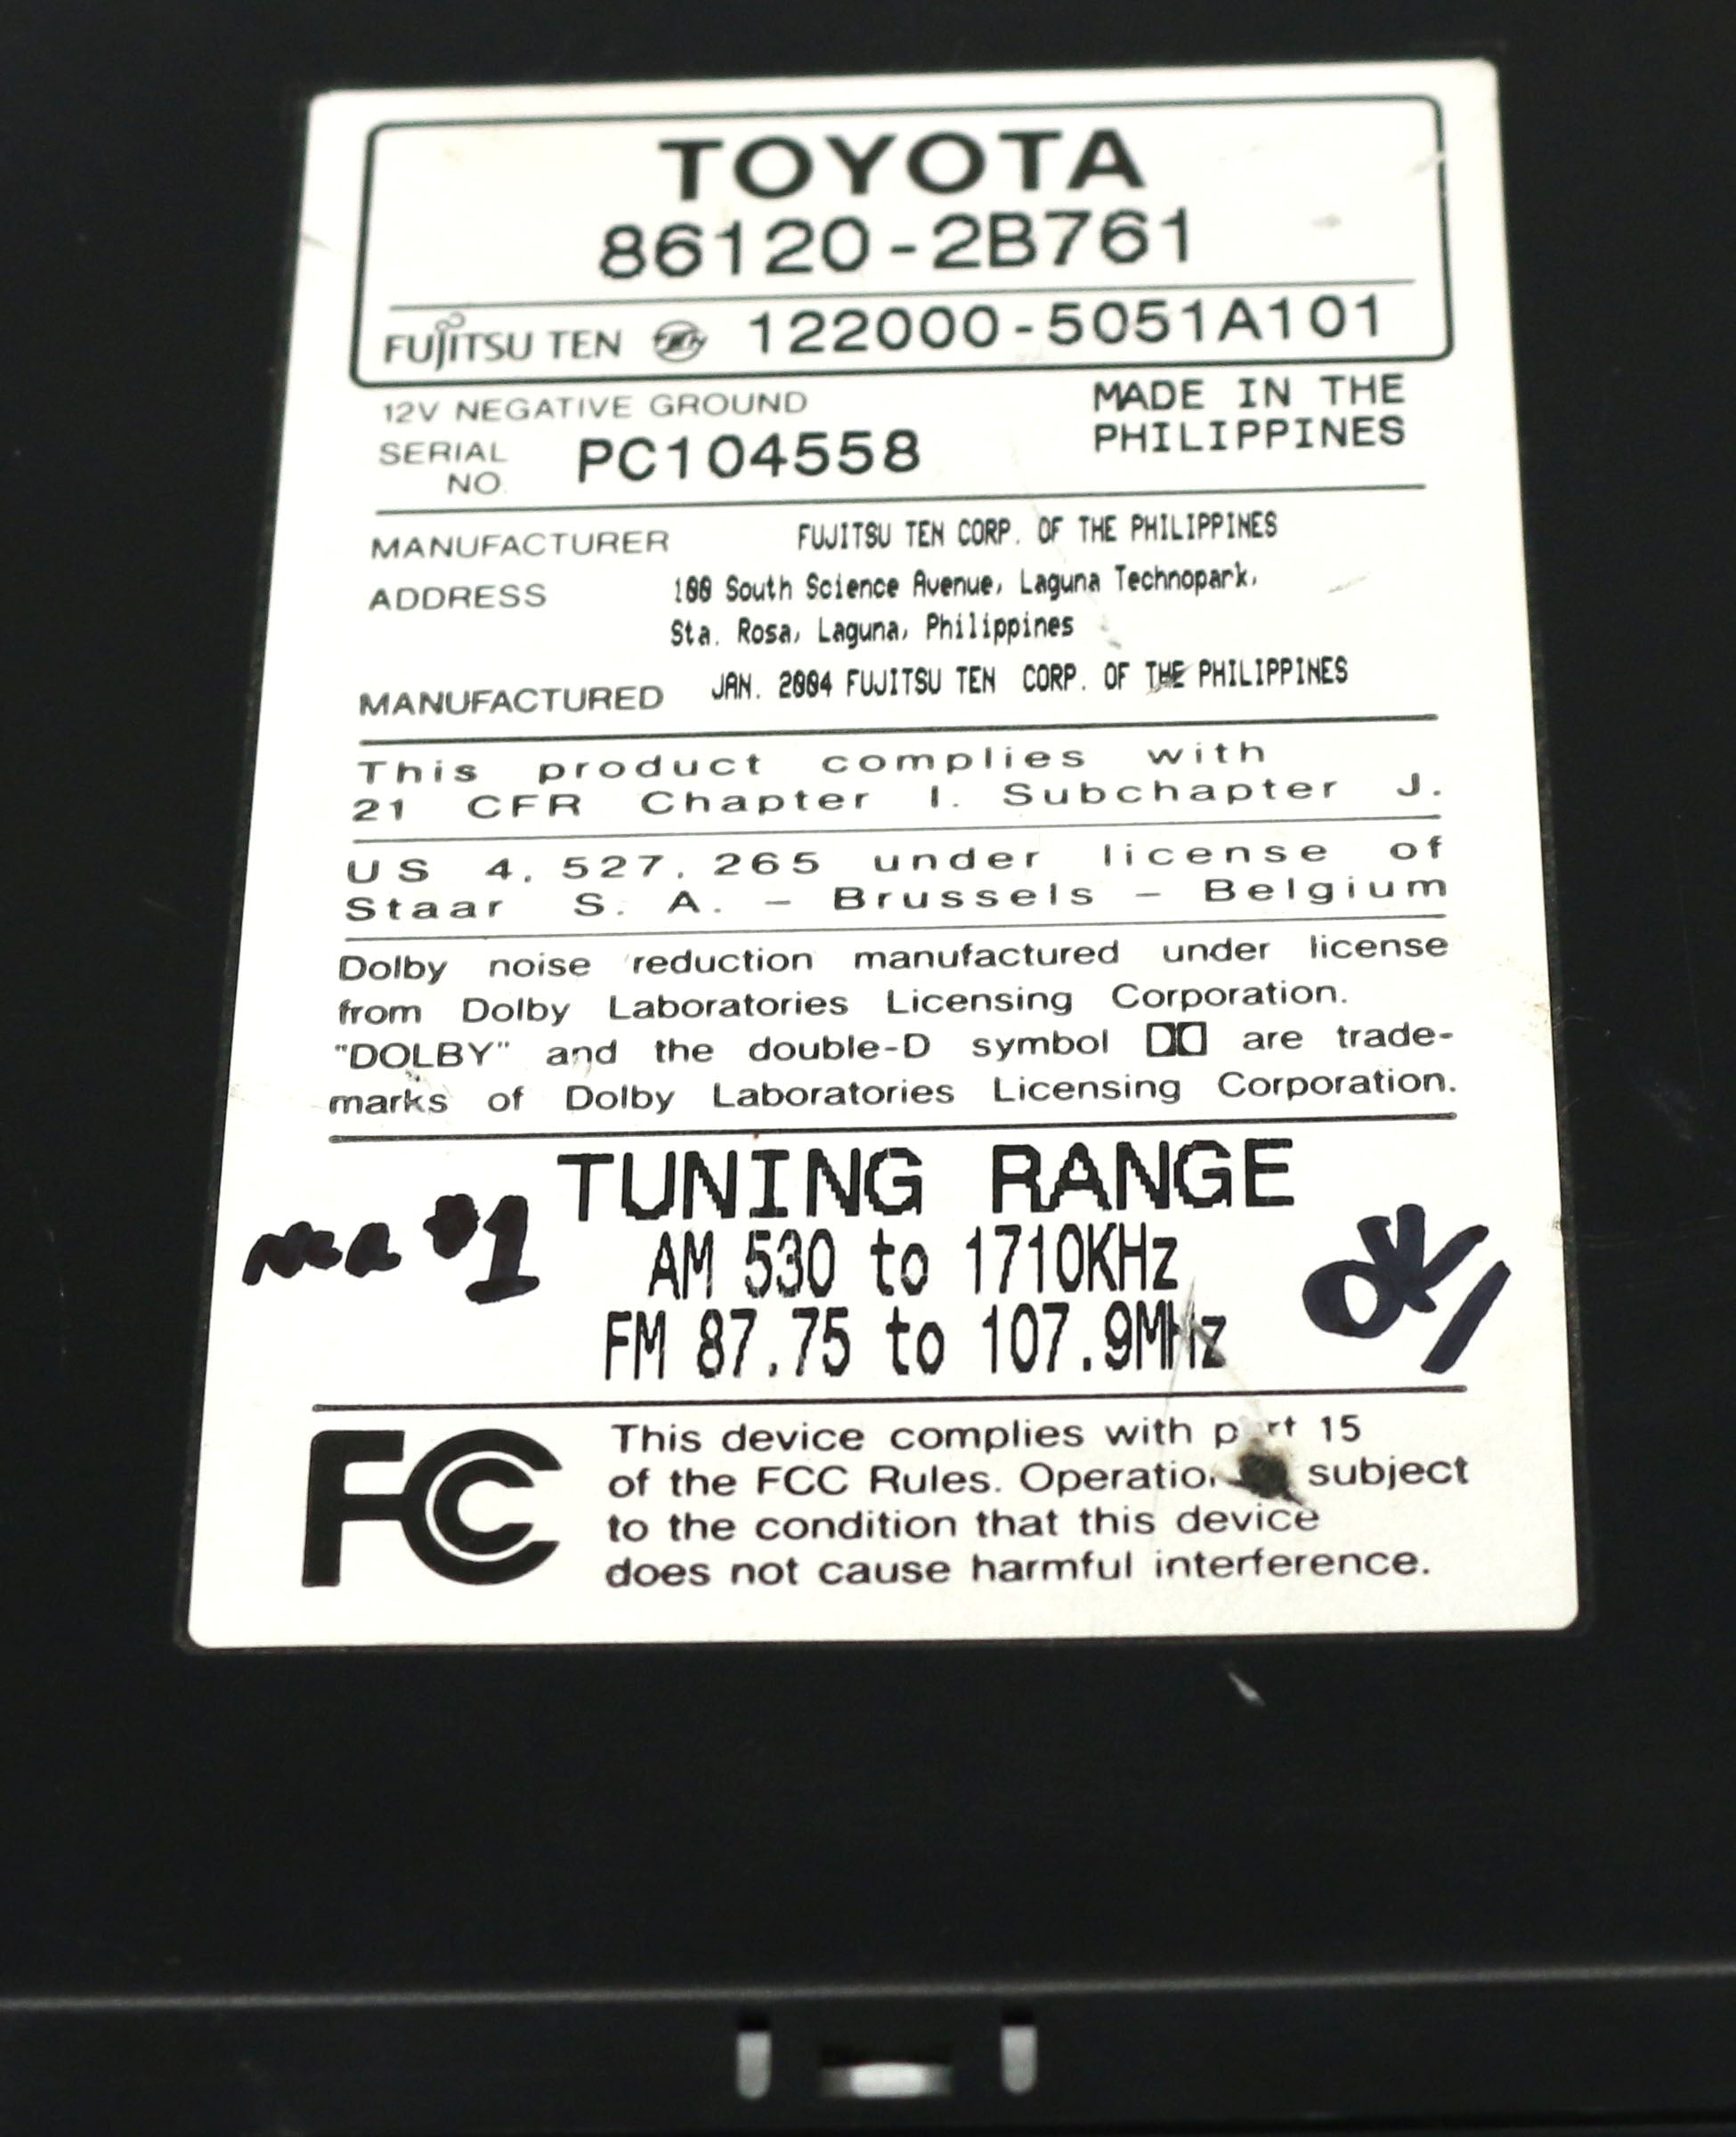 TOYOTA
86120-2B761
FUJITSU TEN 122000-5051A101
12V NEGATIVE GROUND
MADE IN THE
PHILIPPINES
SERIAL
NO. PC104558
MANUFACTURER FUJITSU TEN CORP. OF THE PHILIPPINES
ADDRESS 100 South Science Avenue, Laguna Technopark,
Sta. Rosa, Laguna, Philippines
MANUFACTURED JAN. 2004 FUJITSU TEN CORP. OF THE PHILIPPINES
This product complies with
21 CFR Chapter I. Subchapter J.
US 4,527,265 under license of
Staar S. A. - Brussels - Belgium
Dolby noise reduction manufactured under license
from Dolby Laboratories Licensing Corporation.
"DOLBY" and the double-D symbol are trade-
marks of Dolby Laboratories Licensing Corporation.
TUNING RANGE
#1
AM 530 to 1710KHz
OK
FM 87.75 to 107.9MHz
FC This device complies with part 15
of the FCC Rules. Operation subject
to the condition that this device
does not cause harmful interference.